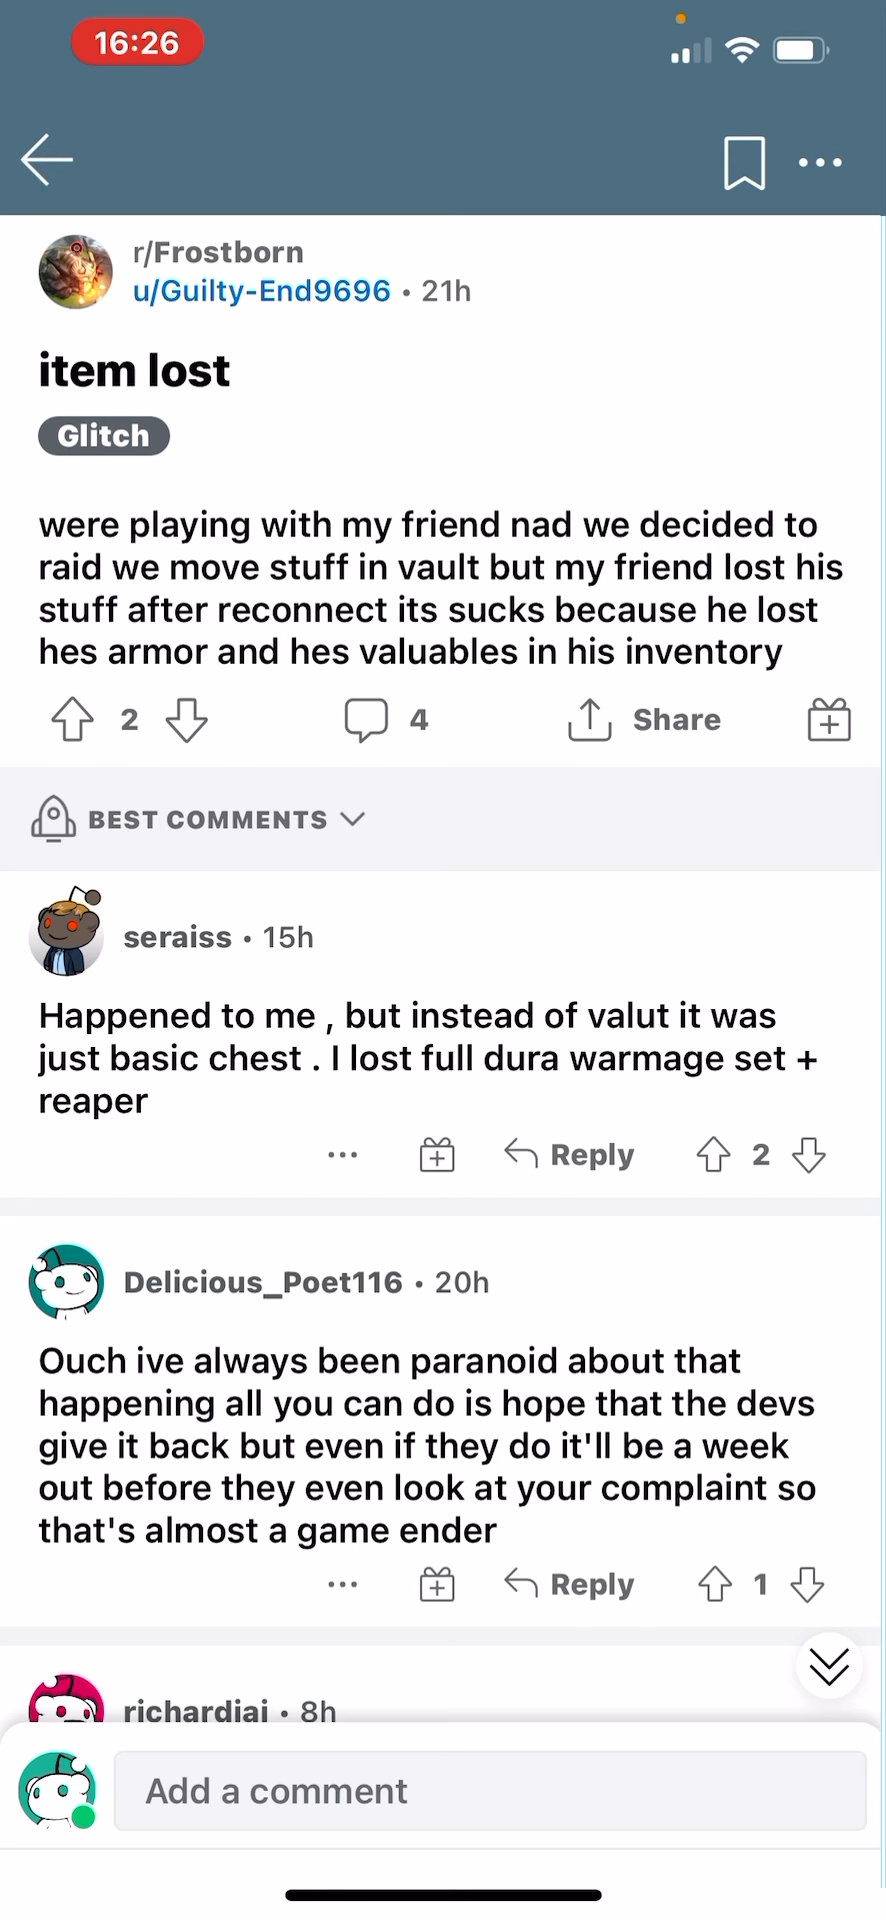 16:26
r/Frostborn
u/Guilty-End9696 • 21h
item lost
Glitch
were playing with my friend nad we decided to
raid we move stuff in vault but my friend lost his
stuff after reconnect its sucks because he lost
hes armor and hes valuables in his inventory
2
4
Share
BEST COMMENTS
seraiss • 15h
Happened to me , but instead of valut it was
just basic chest . I lost full dura warmage set +
reaper
Reply
2
Delicious_Poet116 • 20h
Ouch ive always been paranoid about that
happening all you can do is hope that the devs
give it back but even if they do it'll be a week
out before they even look at your complaint so
that's almost a game ender
Reply
1
richardiai • 8h
Add a comment